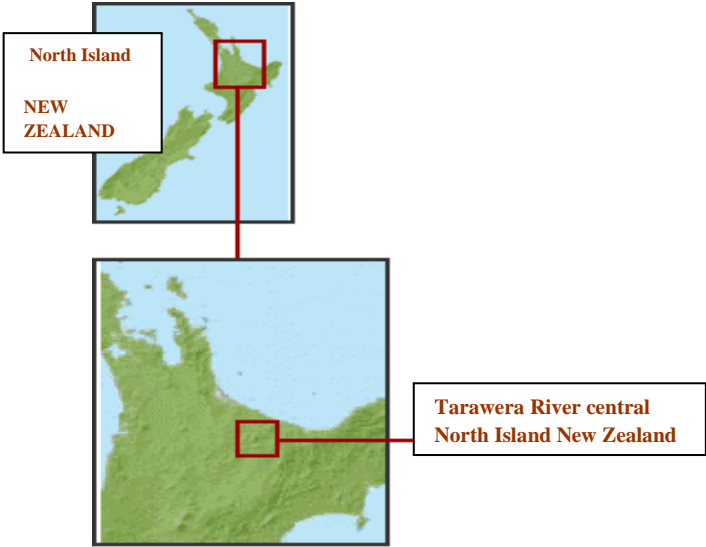 North Island
NEW
ZEALAND
Tarawera River central
North Island New Zealand